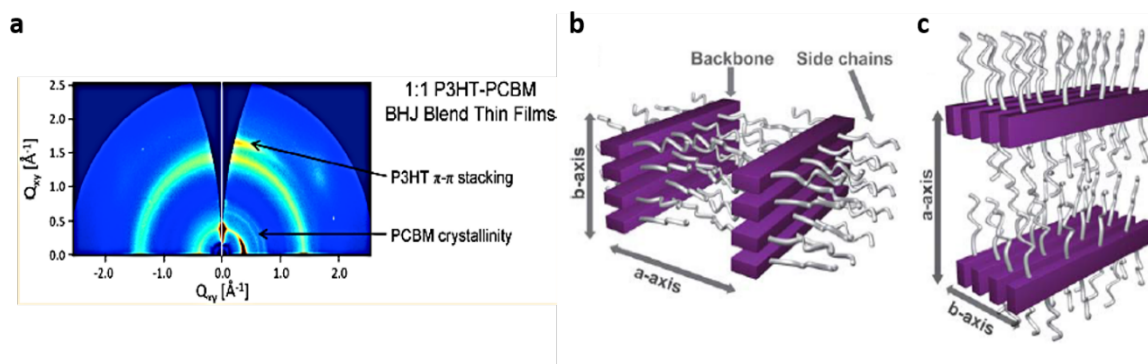 a
1:1 P3HT-PCBM
BHJ Blend Thin Films
2.5
2.0
1.5
1.0
0.5
0.0
Qxy [Å-1]
P3HT π-π stacking
PCBM crystallinity
-2.0
-1.0
0.0
1.0
2.0
Qxy [Å-1]
b
Backbone
Side chains
b-axis
a-axis
c
a-axis
b-axis